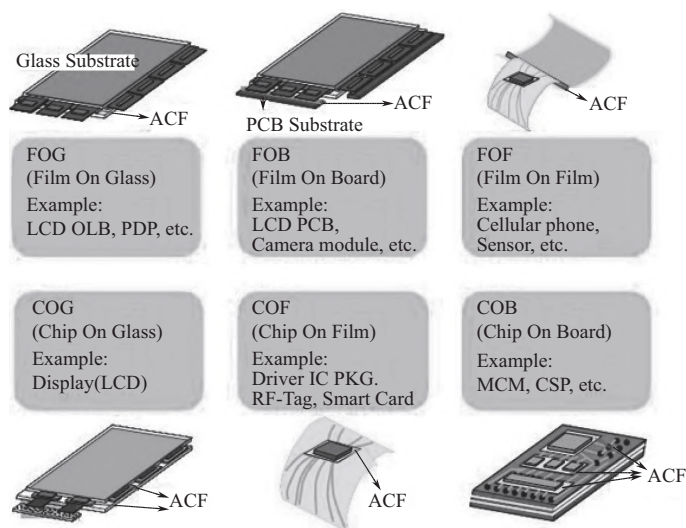 Glass Substrate
ACF
ACF
PCB Substrate
ACF
FOG
(Film On Glass)
Example:
LCD OLB, PDP, etc.
FOB
(Film On Board)
Example:
LCD PCB,
Camera module, etc.
FOF
(Film On Film)
Example:
Cellular phone,
Sensor, etc.
COG
(Chip On Glass)
Example:
Display(LCD)
COF
(Chip On Film)
Example:
Driver IC PKG.
RF-Tag, Smart Card
COB
(Chip On Board)
Example:
MCM, CSP, etc.
ACF
ACF
ACF